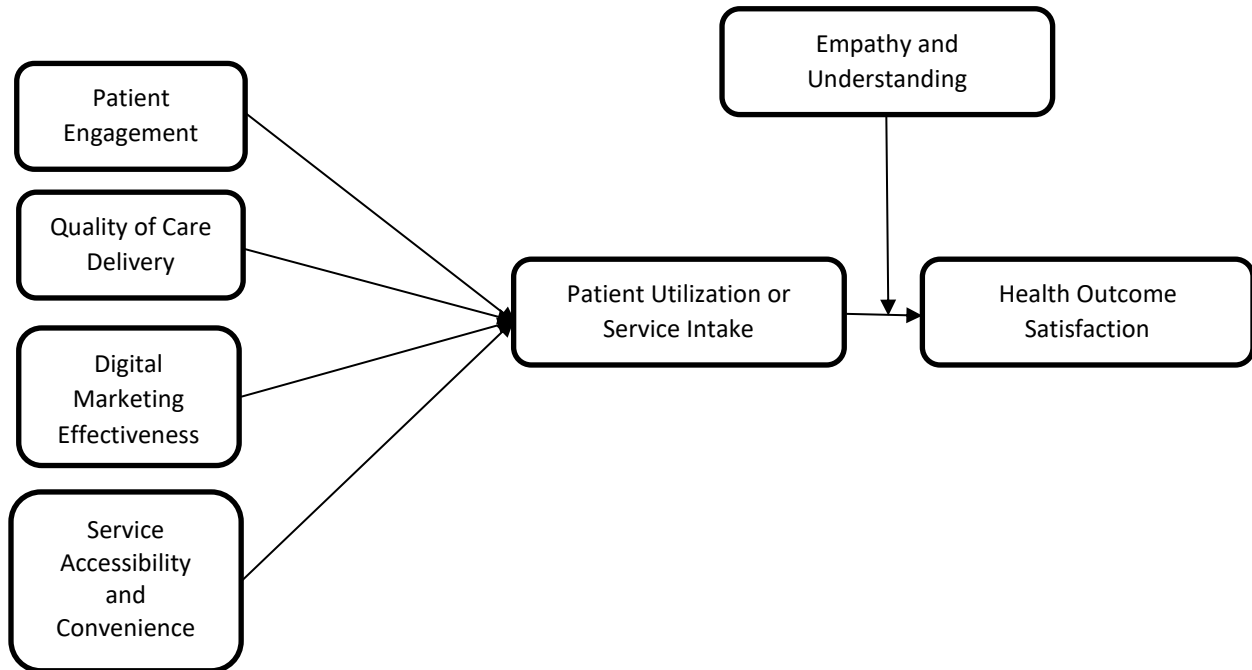 Empathy and
Understanding
Patient
Engagement
Quality of Care
Delivery
Patient Utilization or
Service Intake
Health Outcome
Satisfaction
Digital
Marketing
Effectiveness
Service
Accessibility
and
Convenience